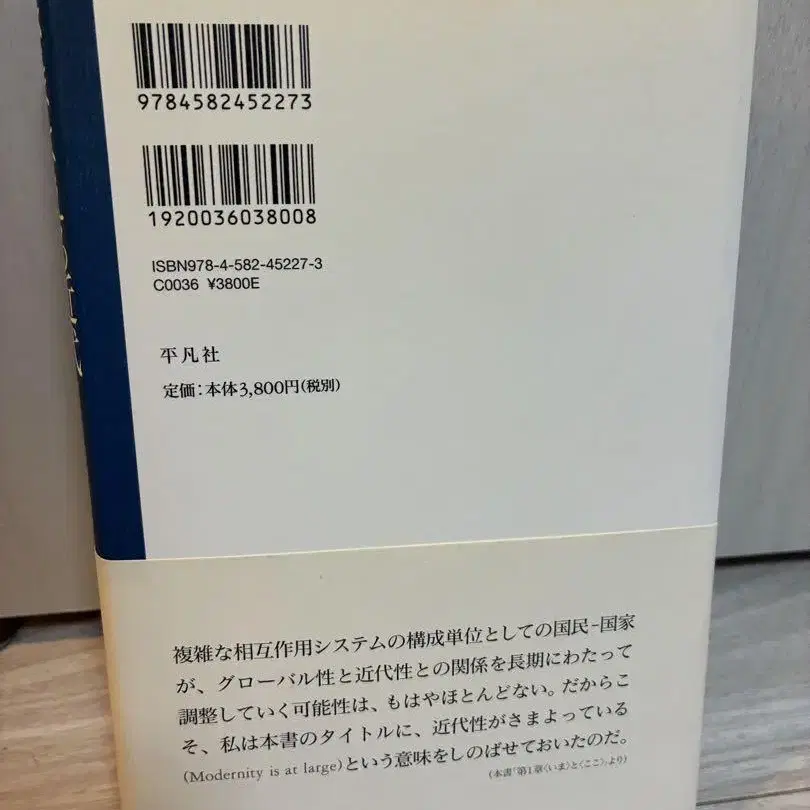 9784582452273
1920036038008
ISBN978-4-582-45227-3
C0036 ¥3800E
平凡社
定価：本体3,800円(税別)
複雑な相互作用システムの構成単位としての国民–国家
が、グローバル性と近代性との関係を長期にわたって
調整していく可能性は、もはやほとんどない。だからこ
そ、私は本書のタイトルに、近代性がさまよっている
(Modernity is at large)という意味をしのばせておいたのだ。
(本書「第1章〈いま〉と〈ここ〉」より)